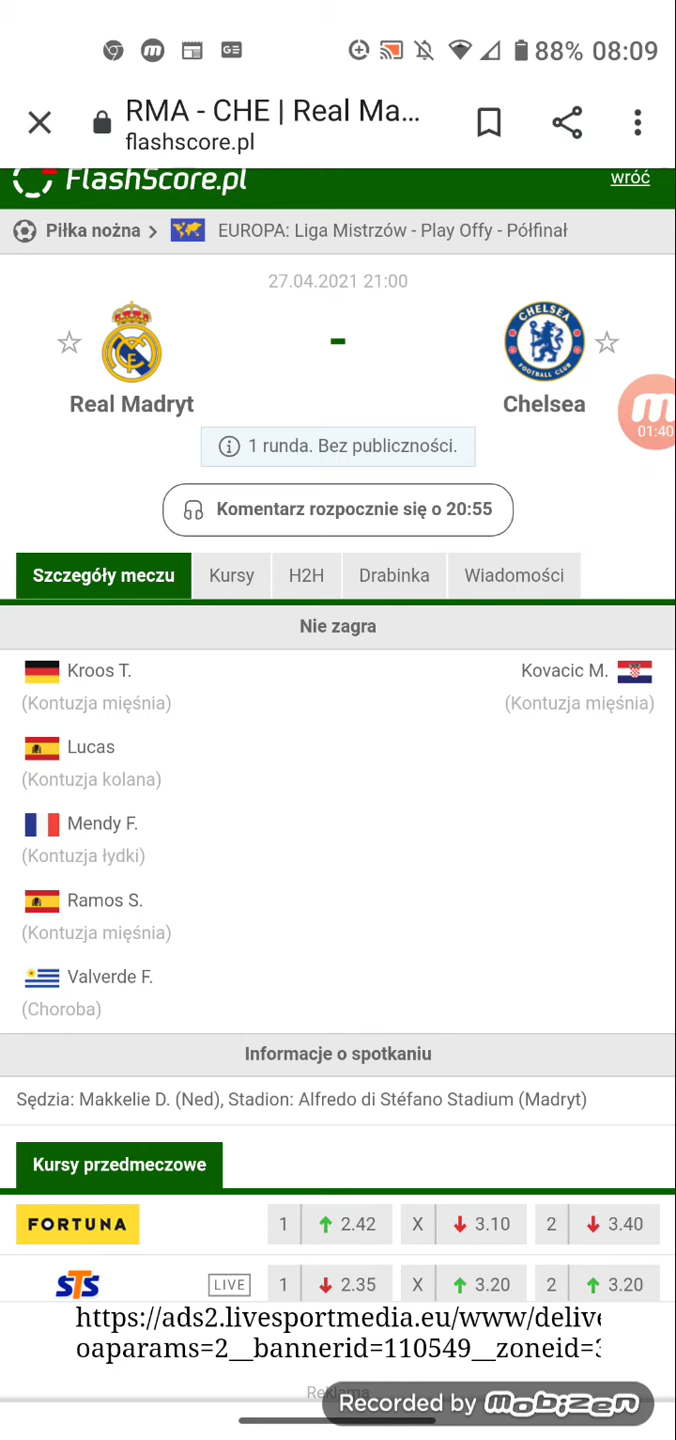 88% 08:09
RMA - CHE | Real Ma...
flashscore.pl
FlashScore.pl
wróć
Piłka nożna > EUROPA: Liga Mistrzów - Play Offy - Półfinał
27.04.2021 21:00
-
Real Madryt
Chelsea
CHELSEA
FOOTBALL CLUB
01:40
1 runda. Bez publiczności.
Komentarz rozpocznie się o 20:55
Szczegóły meczu Kursy H2H Drabinka Wiadomości
Nie zagra
Kroos T. Kovacic M.
(Kontuzja mięśnia) (Kontuzja mięśnia)
Lucas
(Kontuzja kolana)
Mendy F.
(Kontuzja łydki)
Ramos S.
(Kontuzja mięśnia)
Valverde F.
(Choroba)
Informacje o spotkaniu
Sędzia: Makkelie D. (Ned), Stadion: Alfredo di Stéfano Stadium (Madryt)
Kursy przedmeczowe
FORTUNA 1 2.42 X 3.10 2 3.40
STS LIVE 1 2.35 X 3.20 2 3.20
https://ads2.livesportmedia.eu/www/delive
oaparams=2__bannerid=110549__zoneid=3
Reklama
Recorded by mobizen